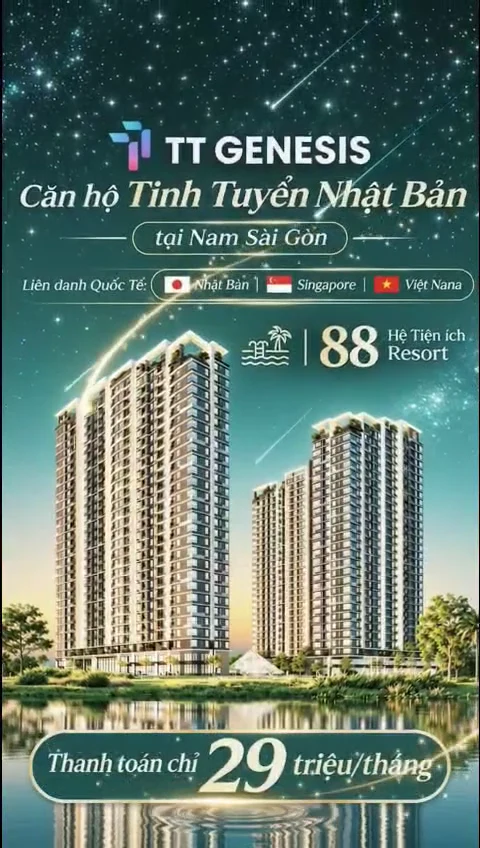 TT GENESIS
Căn hộ Tinh Tuyển Nhật Bản
tại Nam Sài Gòn
Liên danh Quốc Tế: Nhật Bản | Singapore | Việt Nana
88 Hệ Tiện ích
Resort
Thanh toán chỉ 29 triệu/tháng